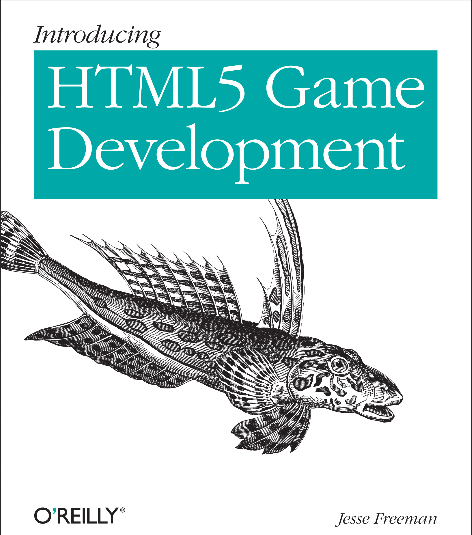 Introducing
HTML5 Game
Development
O'REILLY®
Jesse Freeman